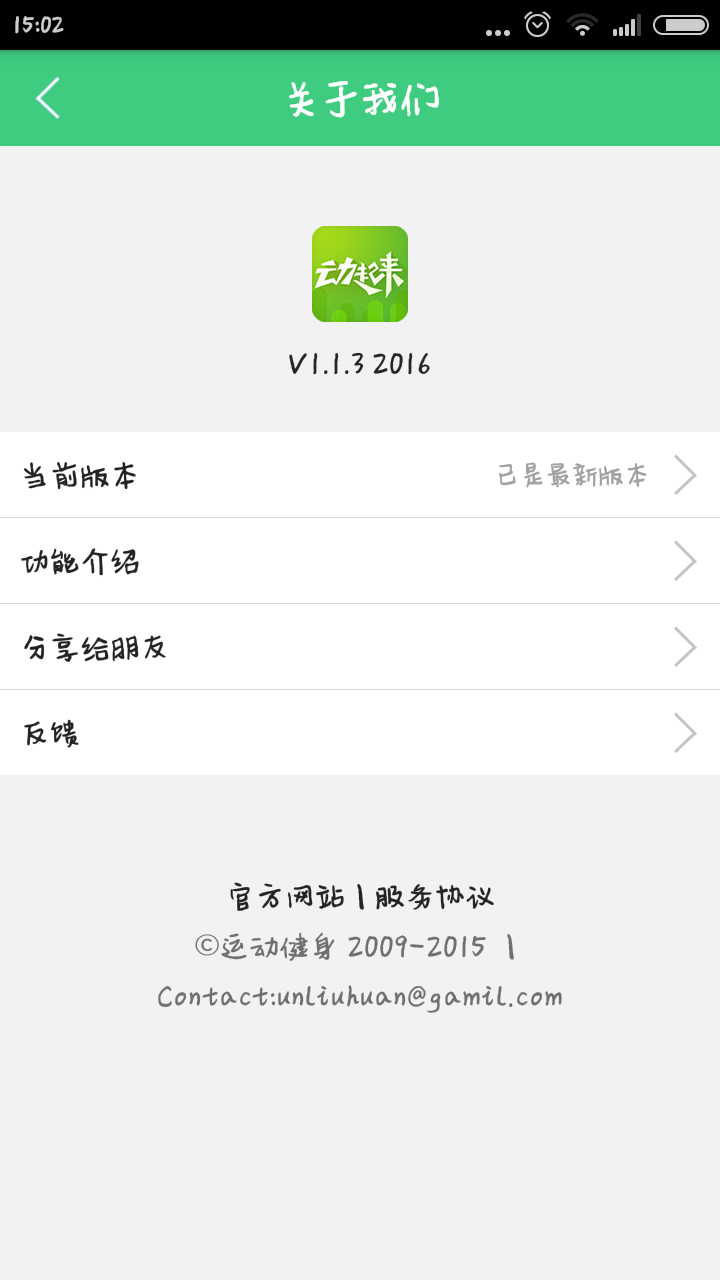 15:02
关于我们
动起来
V1.1.3 2016
当前版本 已是最新版本
功能介绍
分享给朋友
反馈
官方网站 | 服务协议
©运动健身 2009-2015 |
Contact:unliuhuan@gamil.com